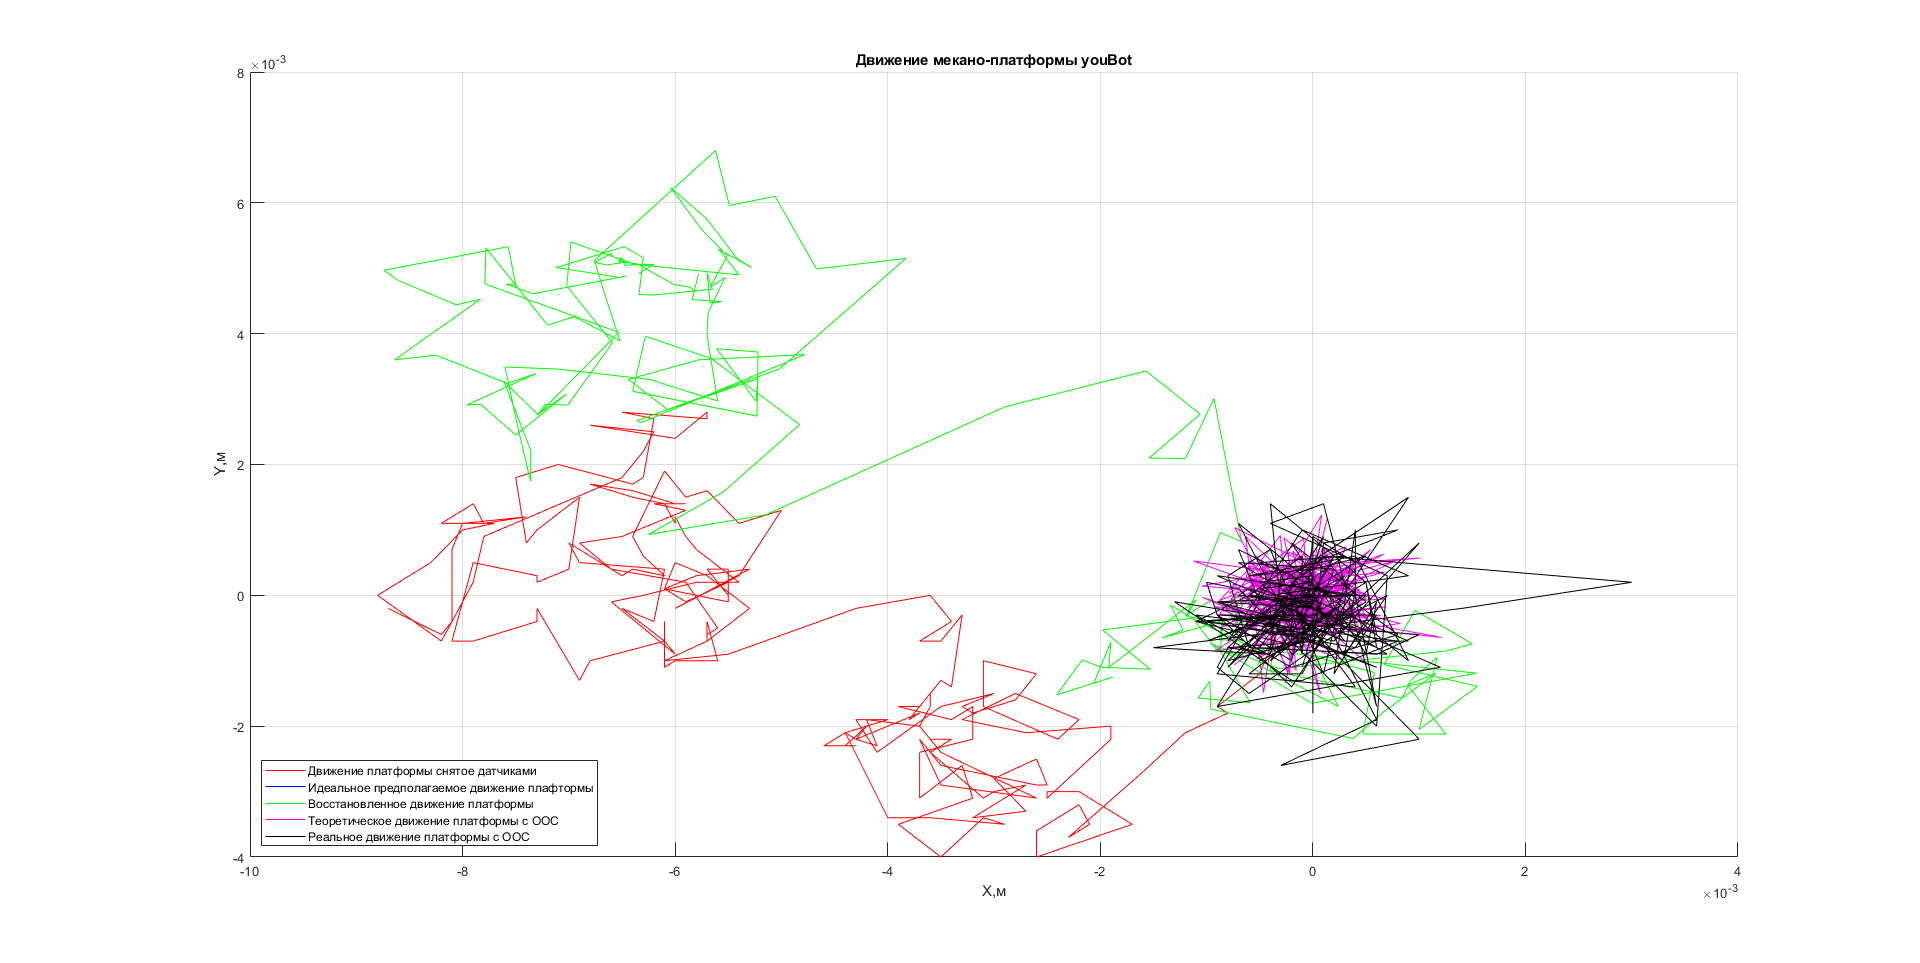 Движение мекано-платформы youBot
×10-3
8
6
4
2
0
-2
-4
Y,м
Движение платформы снятое датчиками
Идеальное предполагаемое движение плафтормы
Восстановленное движение платформы
Теоретическое движение платформы с ООС
Реальное движение платформы с ООС
-10 -8 -6 -4 -2 0 2 4
X,м
×10-3